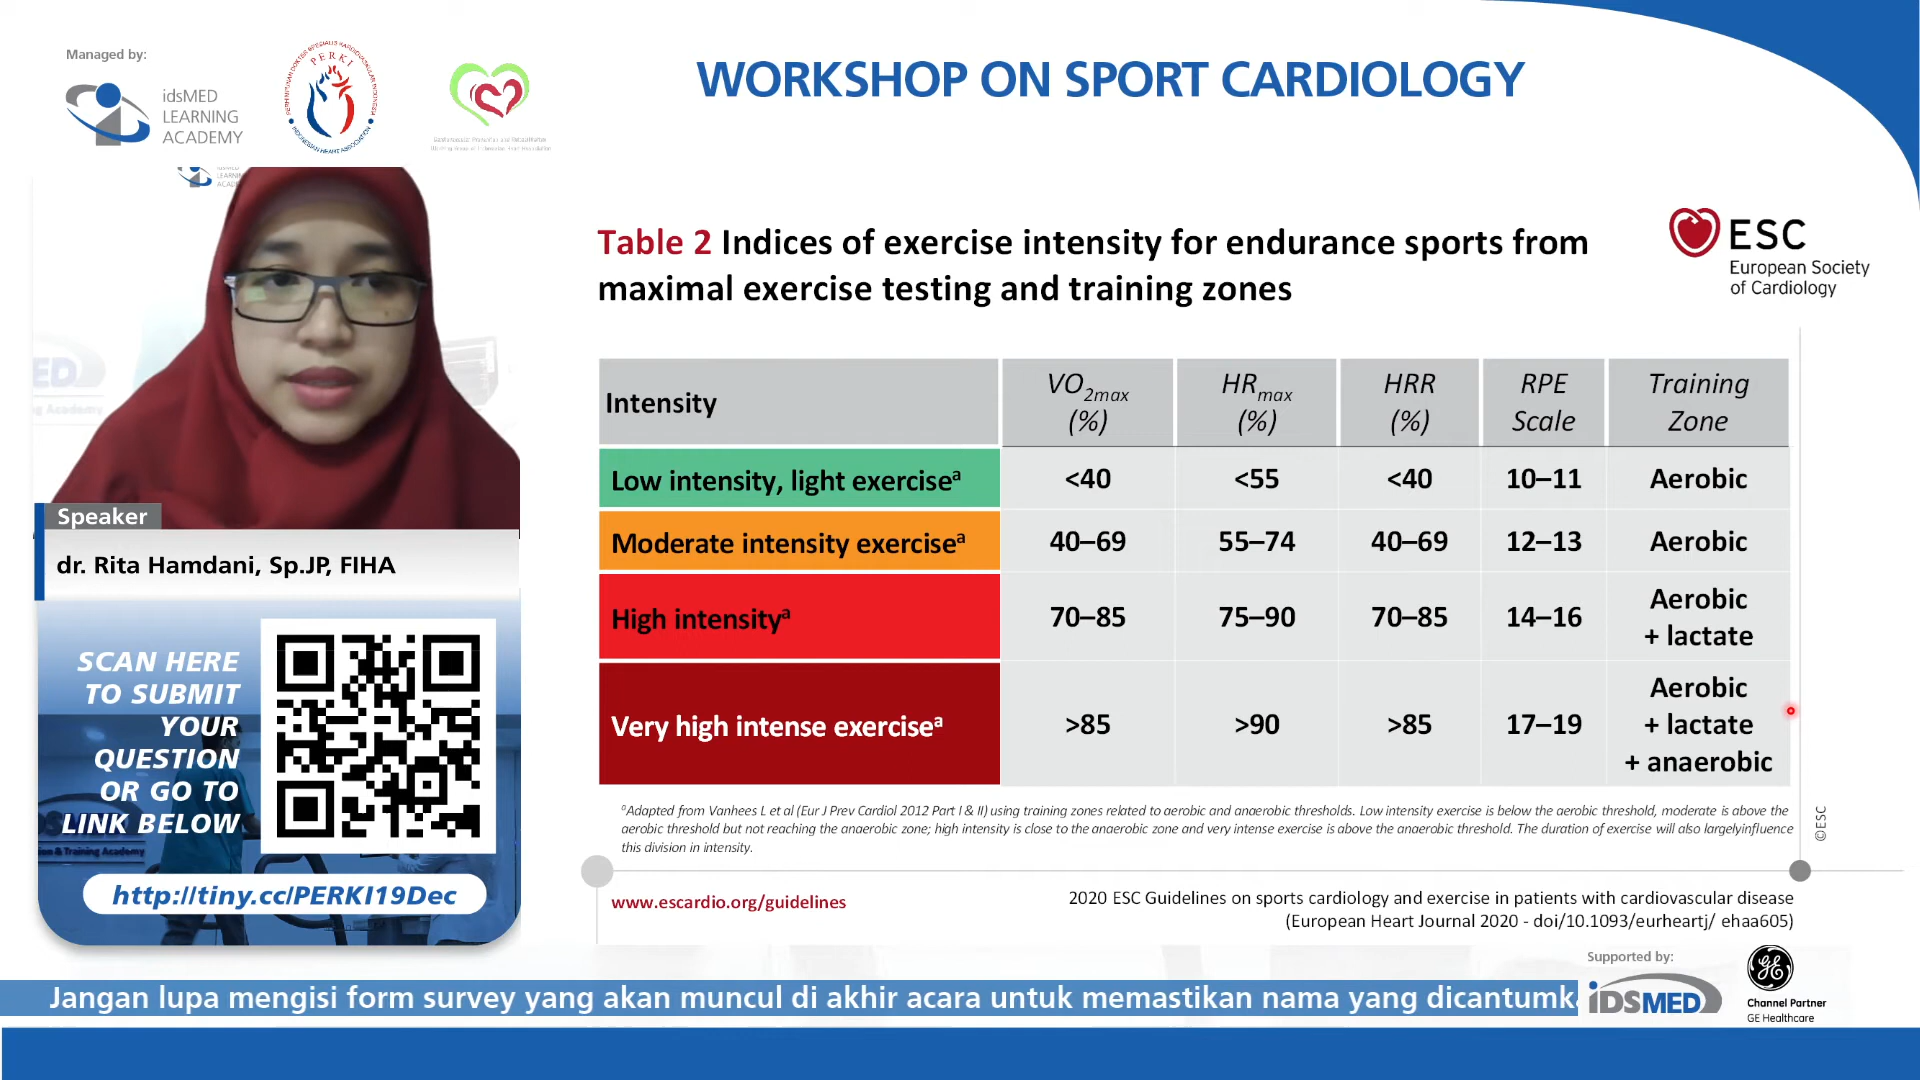 Managed by:
idsMED
LEARNING
ACADEMY
PERHIMPUNAN DOKTER SPESIALIS KARDIOVASKULAR INDONESIA
PERKI
INDONESIAN HEART ASSOCIATION
WORKSHOP ON SPORT CARDIOLOGY
Speaker
dr. Rita Hamdani, Sp.JP, FIHA
SCAN HERE
TO SUBMIT
YOUR
QUESTION
OR GO TO
LINK BELOW
http://tiny.cc/PERKI19Dec
Table 2 Indices of exercise intensity for endurance sports from
maximal exercise testing and training zones
ESC
European Society
of Cardiology
Intensity VO2max (%) HRmax (%) HRR (%) RPE Scale Training Zone
Low intensity, light exerciseª <40 <55 <40 10–11 Aerobic
Moderate intensity exerciseª 40–69 55–74 40–69 12–13 Aerobic
High intensityª 70–85 75–90 70–85 14–16 Aerobic + lactate
Very high intense exerciseª >85 >90 >85 17–19 Aerobic + lactate + anaerobic
ªAdapted from Vanhees L et al (Eur J Prev Cardiol 2012 Part I & II) using training zones related to aerobic and anaerobic thresholds. Low intensity exercise is below the aerobic threshold, moderate is above the
aerobic threshold but not reaching the anaerobic zone; high intensity is close to the anaerobic zone and very intense exercise is above the anaerobic threshold. The duration of exercise will also largelyinfluence
this division in intensity.
©ESC
www.escardio.org/guidelines
2020 ESC Guidelines on sports cardiology and exercise in patients with cardiovascular disease
(European Heart Journal 2020 - doi/10.1093/eurheartj/ ehaa605)
Supported by:
Jangan lupa mengisi form survey yang akan muncul di akhir acara untuk memastikan nama yang dicantumk
iDSMED
GE
Channel Partner
GE Healthcare